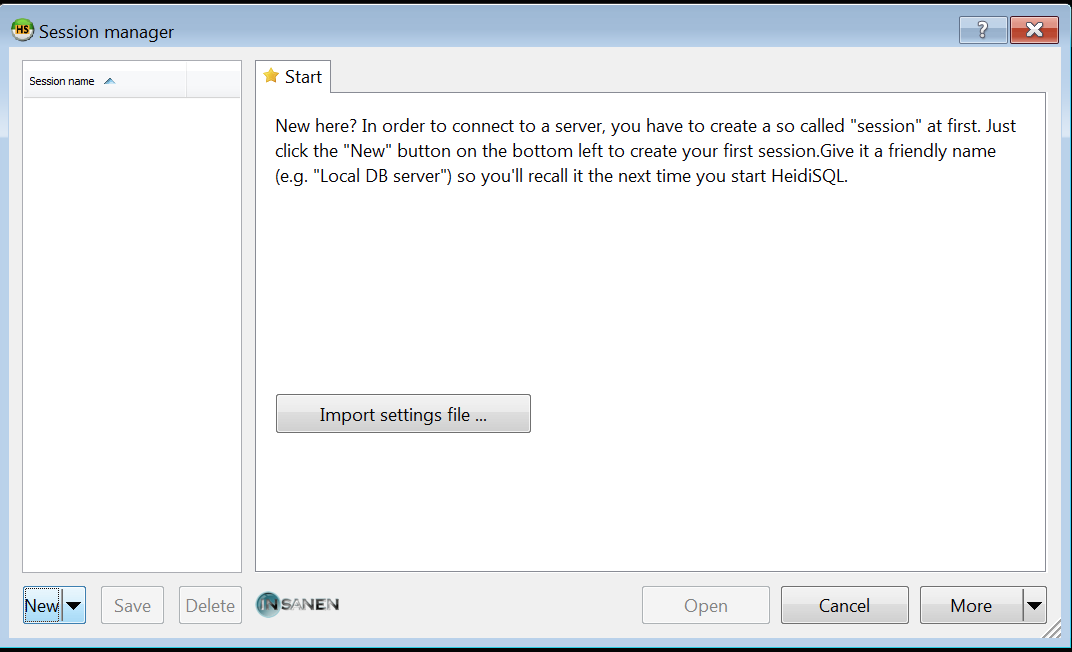 HS Session manager
?
Session name
Start
New here? In order to connect to a server, you have to create a so called "session" at first. Just
click the "New" button on the bottom left to create your first session.Give it a friendly name
(e.g. "Local DB server") so you'll recall it the next time you start HeidiSQL.
Import settings file ...
New Save Delete INSANEN Open Cancel More